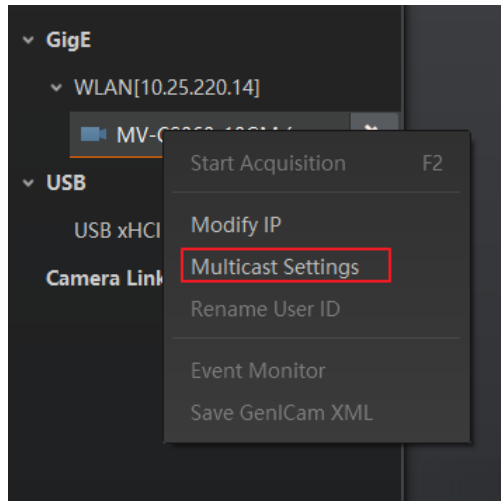 GigE
WLAN[10.25.220.14]
Start Acquisition F2
USB
Modify IP
USB xHCI
Multicast Settings
Camera Link
Rename User ID
Event Monitor
Save GenICam XML